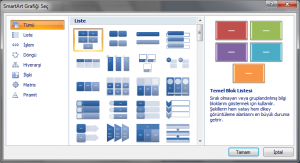 SmartArt Grafiği Seç
Tümü
Liste
İşlem
Döngü
Hiyerarşi
İlişki
Matris
Piramit
Liste
Temel Blok Listesi
Sıralı olmayan veya gruplandırılmış bilgi
bloklarını göstermek için kullanılır.
Şekillerin hem yatay hem dikey
görüntüleme alanlarını en büyük duruma
getirir.
Tamam
İptal